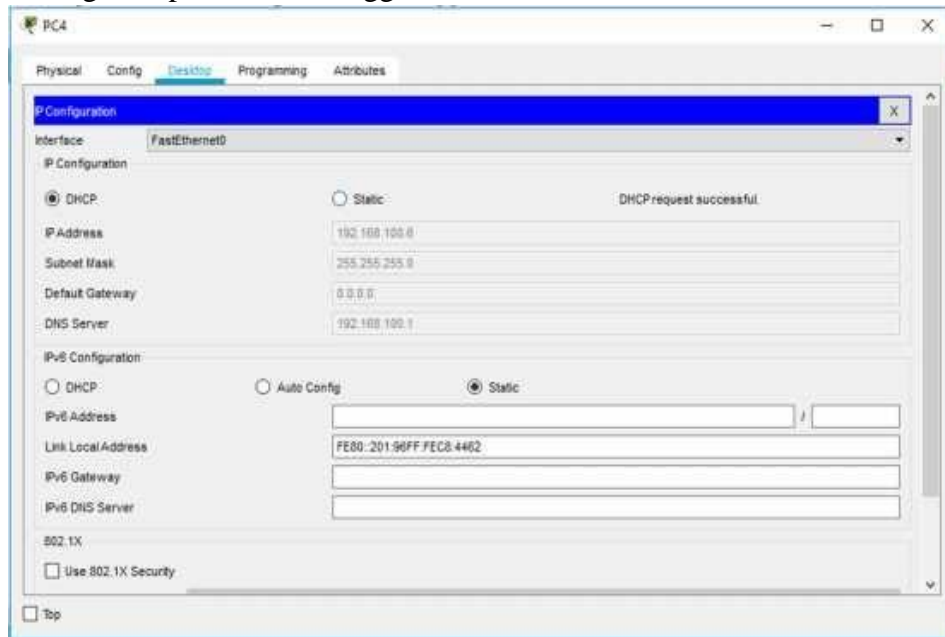 PC4
Physical Config Desktop Programming Attributes
IP Configuration X
Interface FastEthernet0
IP Configuration
DHCP Static DHCP request successful.
IP Address 192.168.100.6
Subnet Mask 255.255.255.0
Default Gateway 0.0.0.0
DNS Server 192.168.100.1
IPv6 Configuration
DHCP Auto Config Static
IPv6 Address /
Link Local Address FE80::201:96FF:FEC8:4462
IPv6 Gateway
IPv6 DNS Server
802.1X
Use 802.1X Security
Top